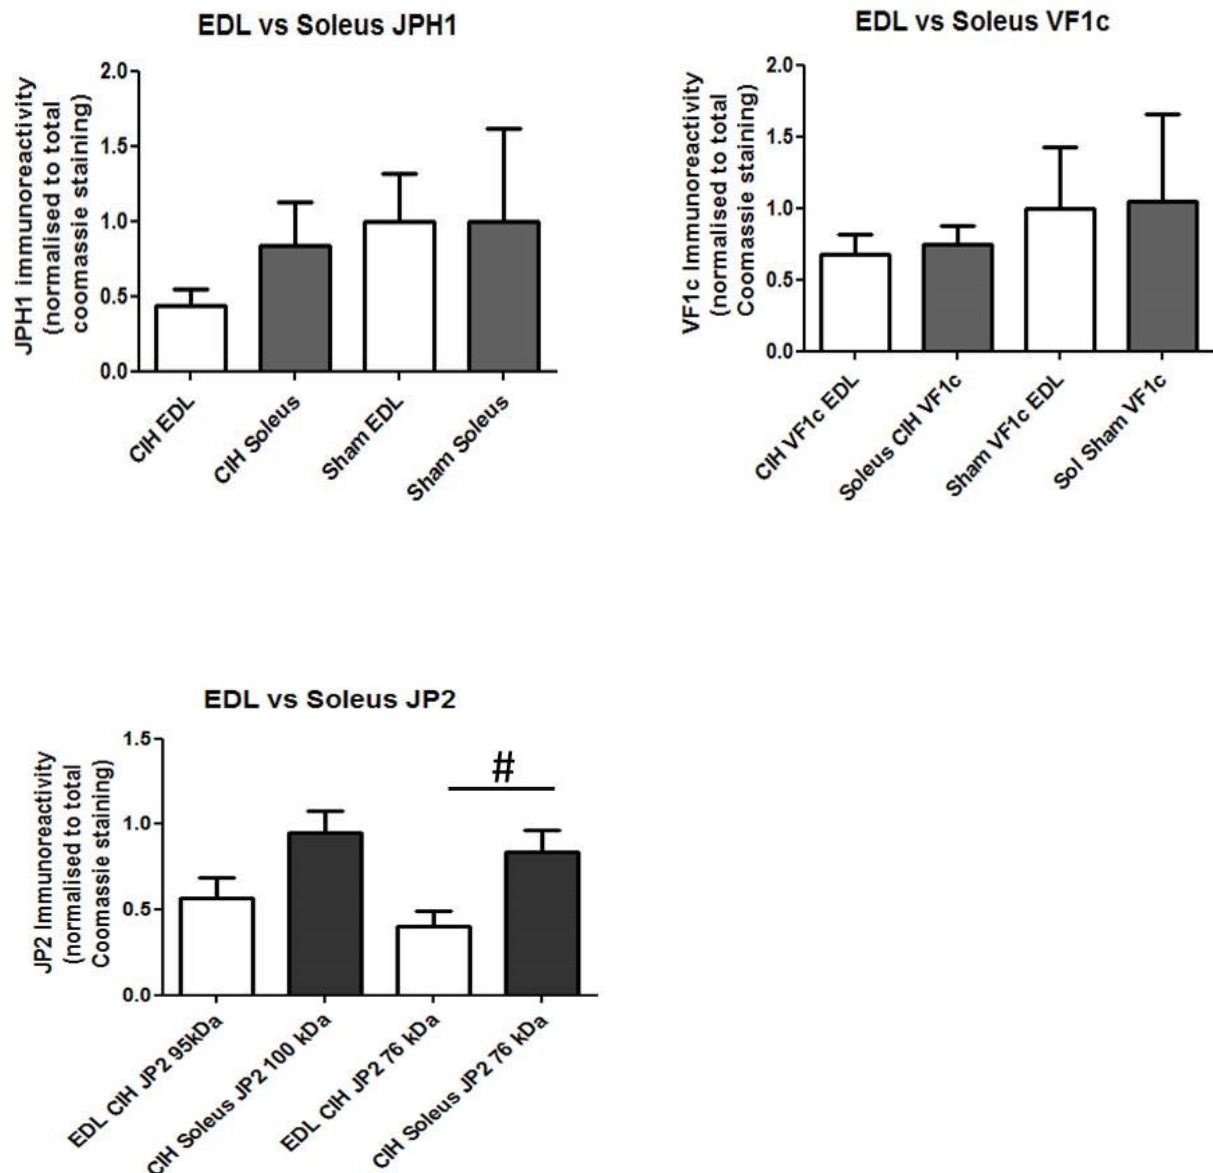 EDL vs Soleus JPH1
JPH1 immunoreactivity
(normalised to total
coomassie staining)
2.0
1.5
1.0
0.5
0.0
CIH EDL
CIH Soleus
Sham EDL
Sham Soleus
EDL vs Soleus VF1c
VF1c Immunoreactivity
(normalised to total
Coomassie staining)
2.0
1.5
1.0
0.5
0.0
CIH VF1c EDL
Soleus CIH VF1c
Sham VF1c EDL
Sol Sham VF1c
EDL vs Soleus JP2
JP2 Immunoreactivity
(normalised to total
Coomassie staining)
1.5
1.0
0.5
0.0
#
EDL CIH JP2 95kDa
CIH Soleus JP2 100 kDa
EDL CIH JP2 76 kDa
CIH Soleus JP2 76 kDa